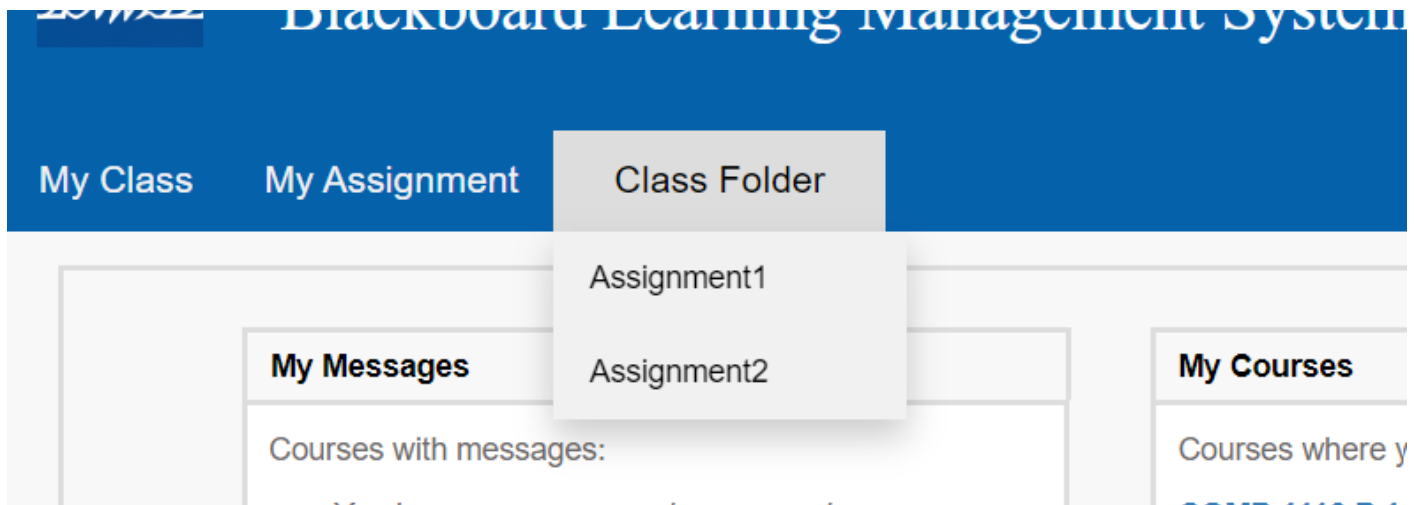 Blackboard Learning Management System
My Class My Assignment Class Folder
Assignment1
Assignment2
My Messages
My Courses
Courses with messages:
Courses where y